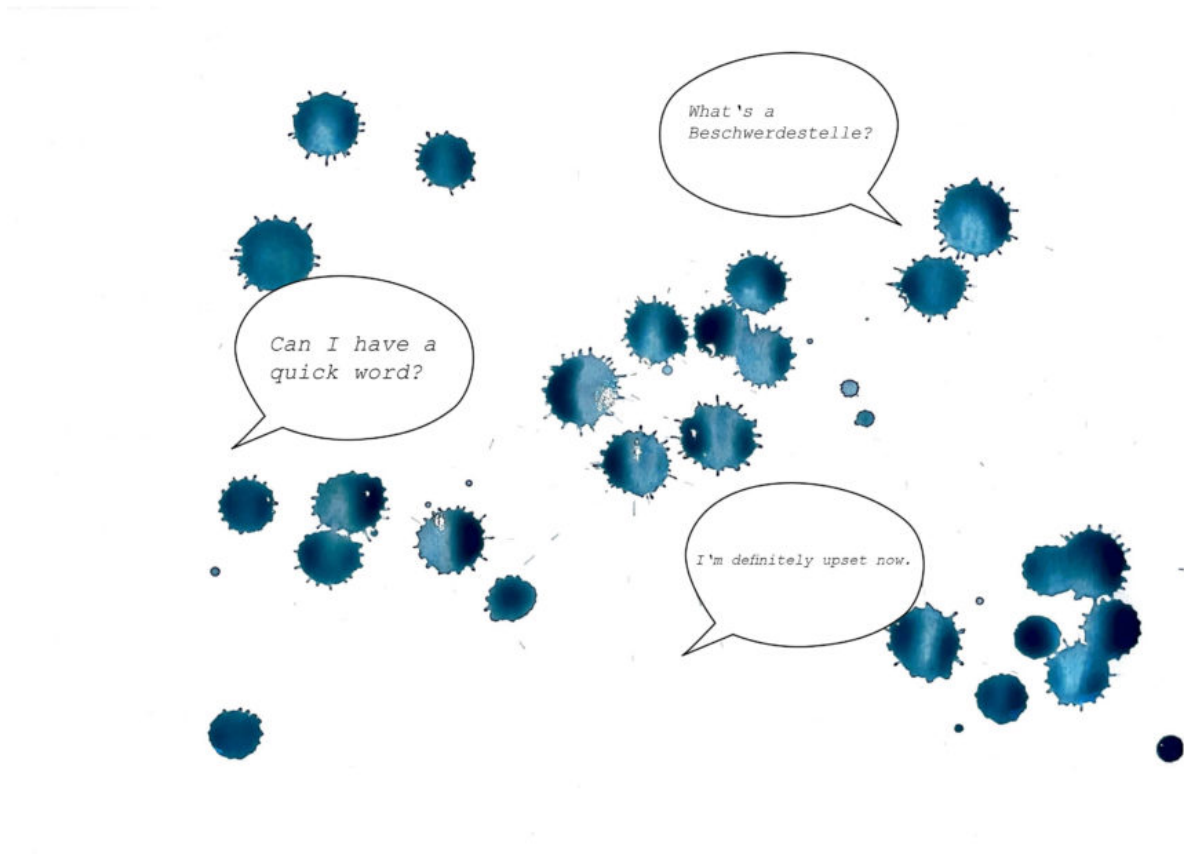 What's a
Beschwerdestelle?
Can I have a
quick word?
I'm definitely upset now.